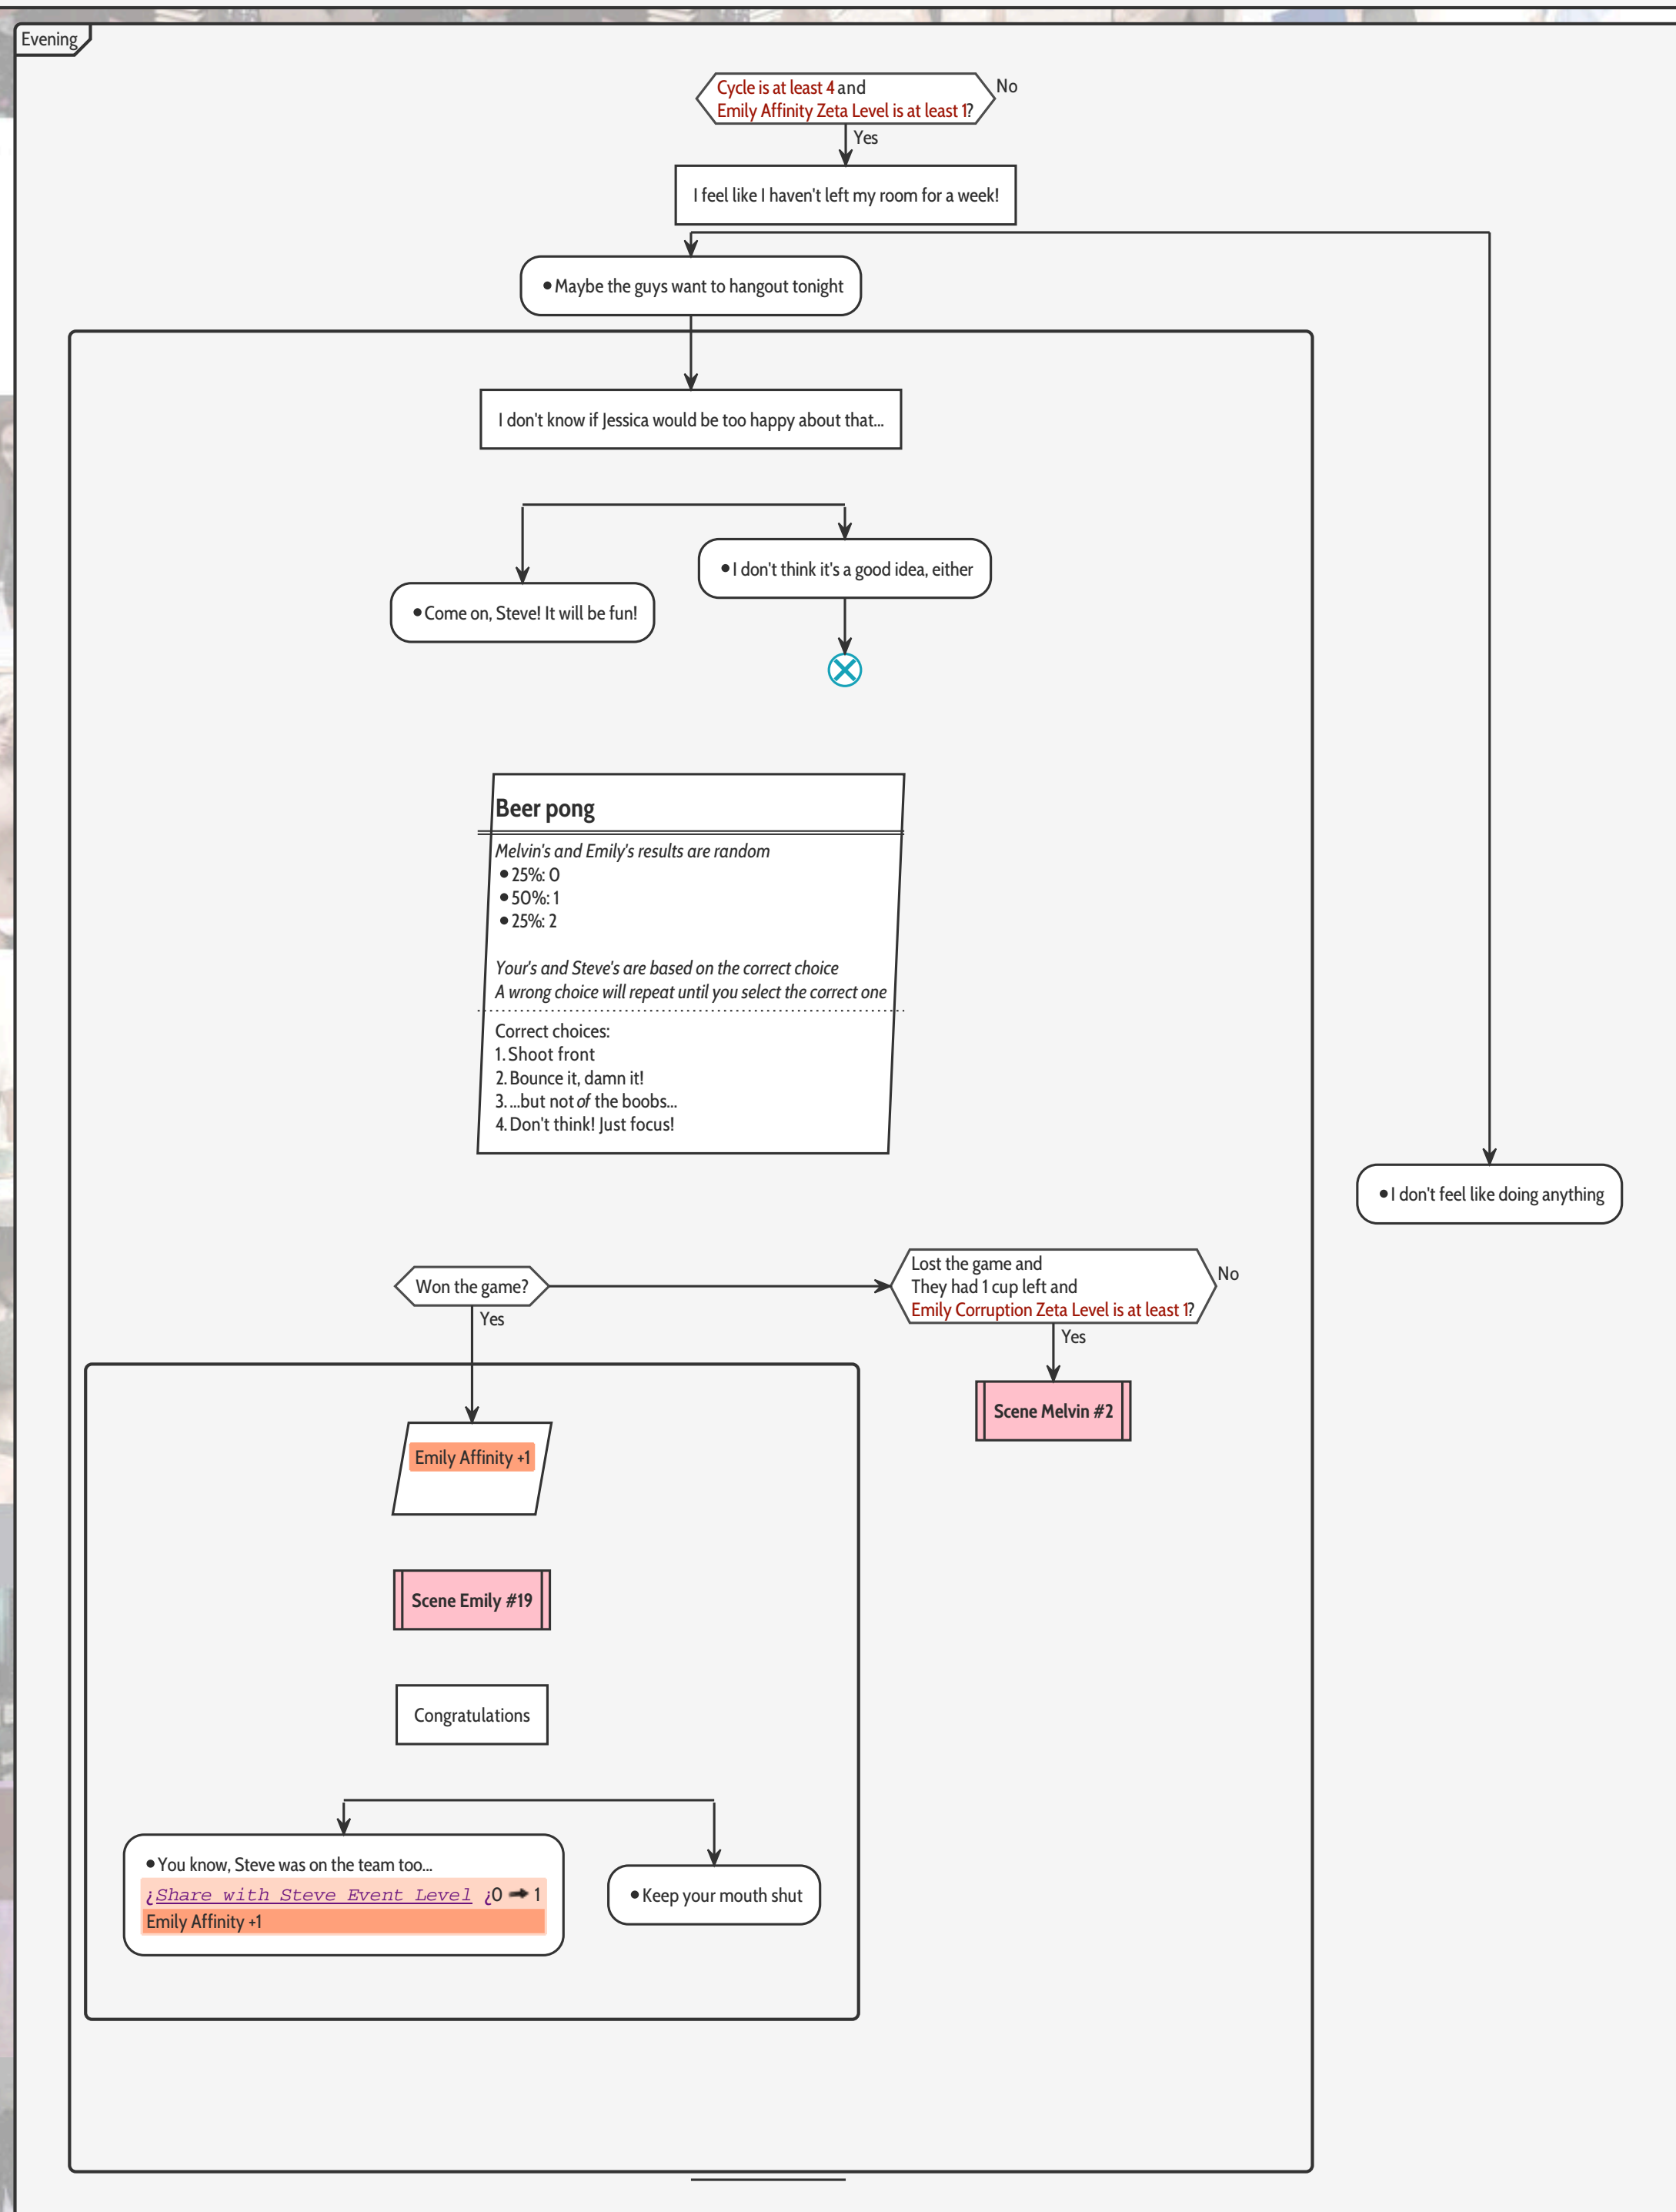 Evening
Cycle is at least 4 and
Emily Affinity Zeta Level is at least 1?
No
Yes
I feel like I haven't left my room for a week!
● Maybe the guys want to hangout tonight
I don't know if Jessica would be too happy about that...
● I don't think it's a good idea, either
● Come on, Steve! It will be fun!
Beer pong
Melvin's and Emily's results are random
● 25%: 0
● 50%: 1
● 25%: 2
Your's and Steve's are based on the correct choice
A wrong choice will repeat until you select the correct one
Correct choices:
1. Shoot front
2. Bounce it, damn it!
3. ...but not of the boobs...
4. Don't think! Just focus!
● I don't feel like doing anything
Won the game?
Yes
Lost the game and
They had 1 cup left and
Emily Corruption Zeta Level is at least 1?
No
Yes
Scene Melvin #2
Emily Affinity +1
Scene Emily #19
Congratulations
● You know, Steve was on the team too...
¿Share with Steve Event Level ¿0 ➡ 1
Emily Affinity +1
● Keep your mouth shut